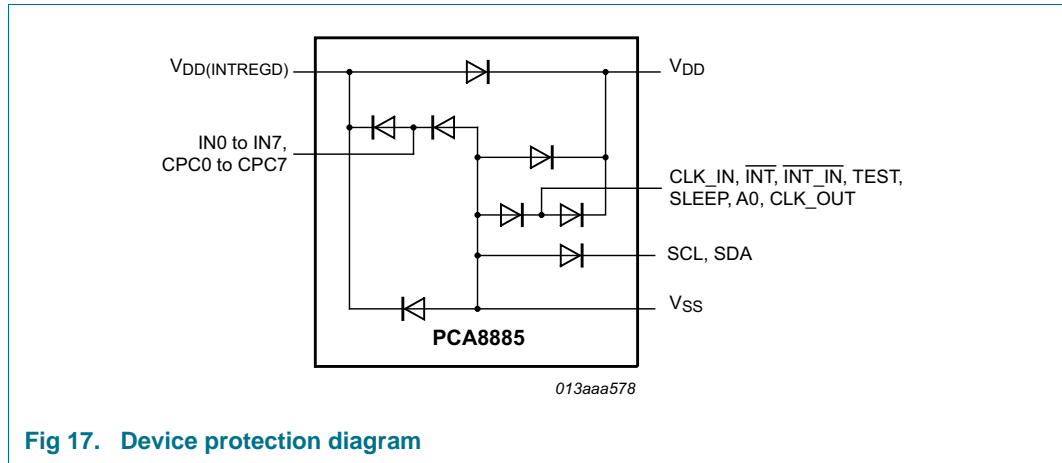 VDD(INTREGD)
VDD
IN0 to IN7,
CPC0 to CPC7
CLK_IN, INT, INT_IN, TEST,
SLEEP, A0, CLK_OUT
SCL, SDA
VSS
PCA8885
013aaa578
Fig 17. Device protection diagram